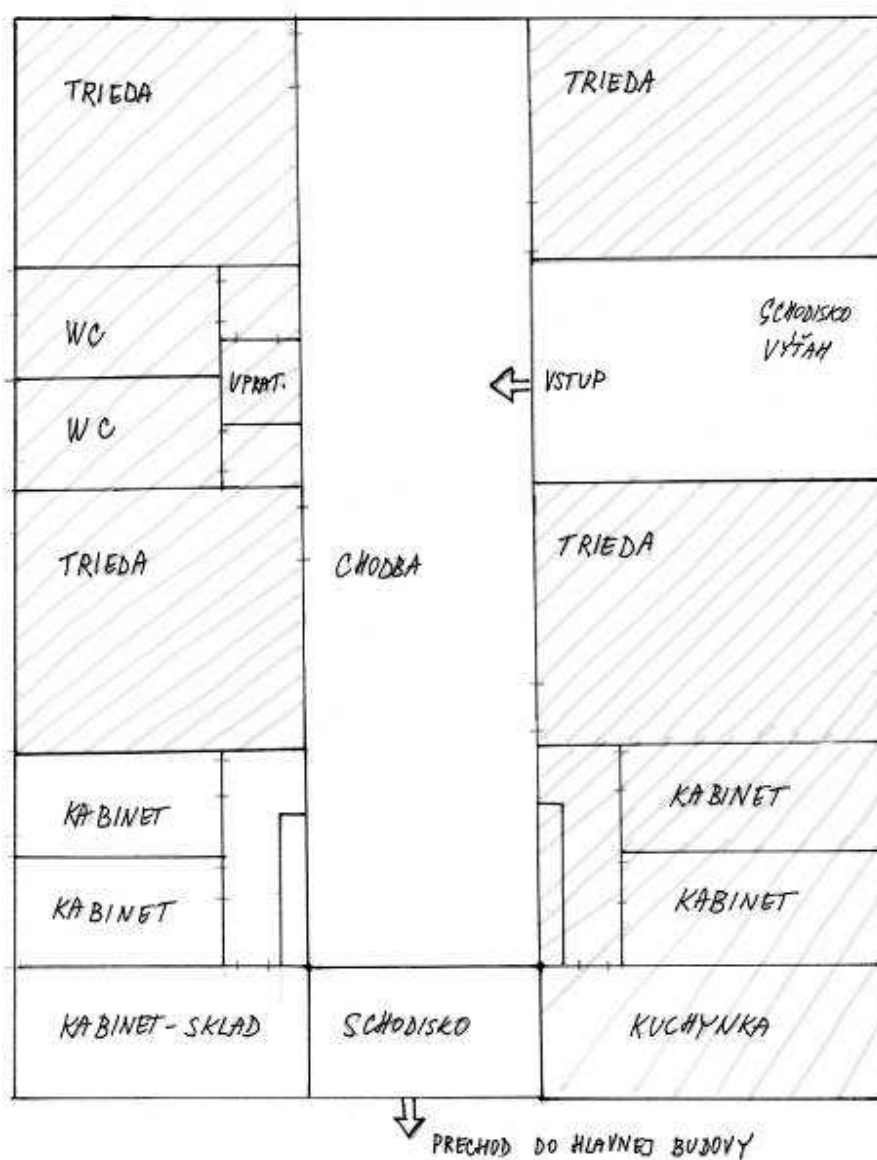 TRIEDA
TRIEDA
WC
UPRAT.
SCHODISKO
VÝŤAH
VSTUP
WC
TRIEDA
CHODBA
TRIEDA
KABINET
KABINET
KABINET
KABINET
KABINET-SKLAD
SCHODISKO
KUCHYNKA
PRECHOD DO HLAVNEJ BUDOVY